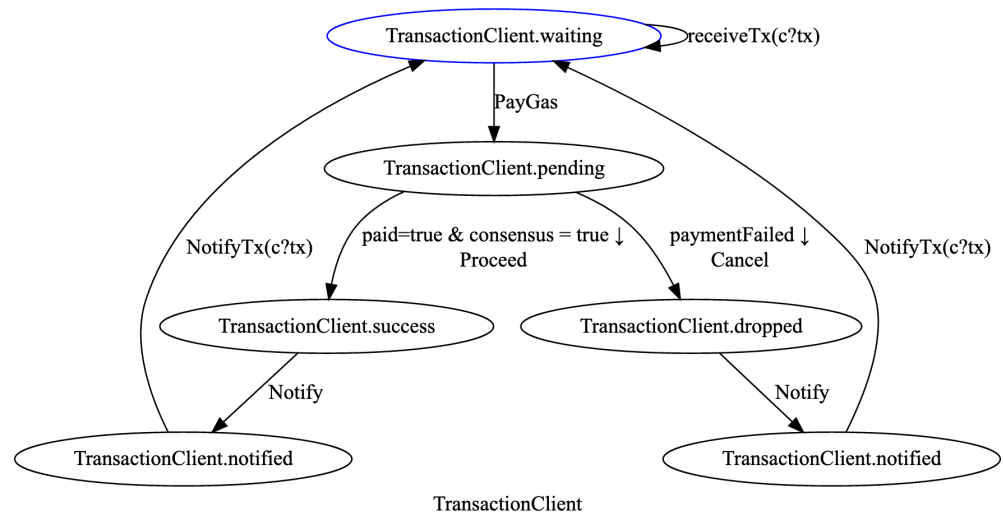 TransactionClient.waiting
receiveTx(c?tx)
PayGas
TransactionClient.pending
paid=true & consensus = true ↓
Proceed
paymentFailed ↓
Cancel
NotifyTx(c?tx)
NotifyTx(c?tx)
TransactionClient.success
TransactionClient.dropped
Notify
Notify
TransactionClient.notified
TransactionClient.notified
TransactionClient